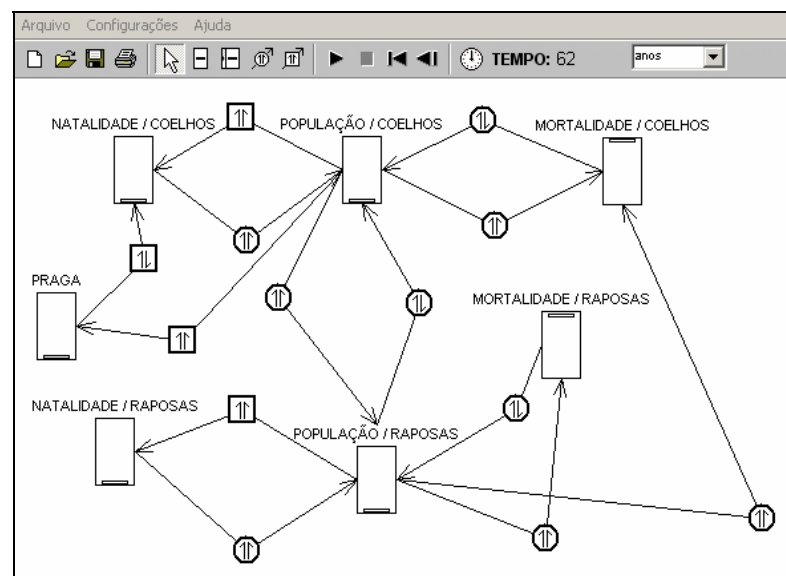 Arquivo Configurações Ajuda
TEMPO: 62 anos
NATALIDADE / COELHOS
POPULAÇÃO / COELHOS
MORTALIDADE / COELHOS
PRAGA
MORTALIDADE / RAPOSAS
NATALIDADE / RAPOSAS
POPULAÇÃO / RAPOSAS